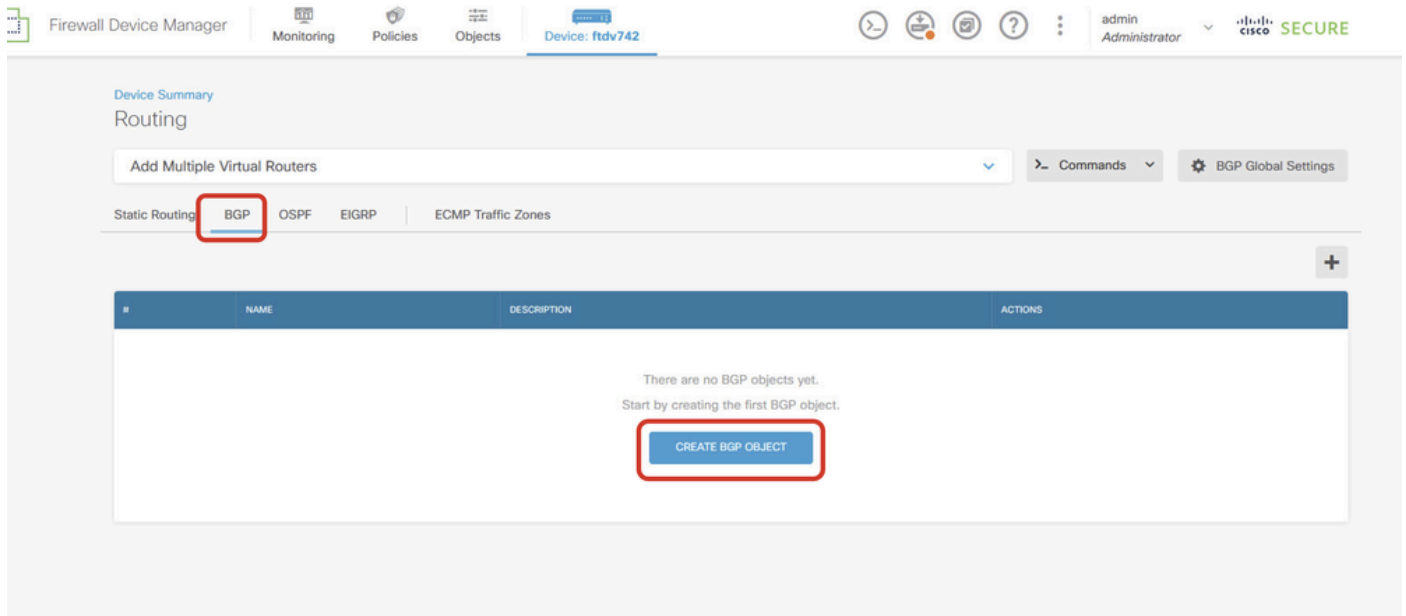 Firewall Device Manager
Monitoring
Policies
Objects
Device: ftdv742
admin
Administrator
cisco SECURE
Device Summary
Routing
Add Multiple Virtual Routers
Commands
BGP Global Settings
Static Routing BGP OSPF EIGRP ECMP Traffic Zones
# NAME DESCRIPTION ACTIONS
There are no BGP objects yet.
Start by creating the first BGP object.
CREATE BGP OBJECT